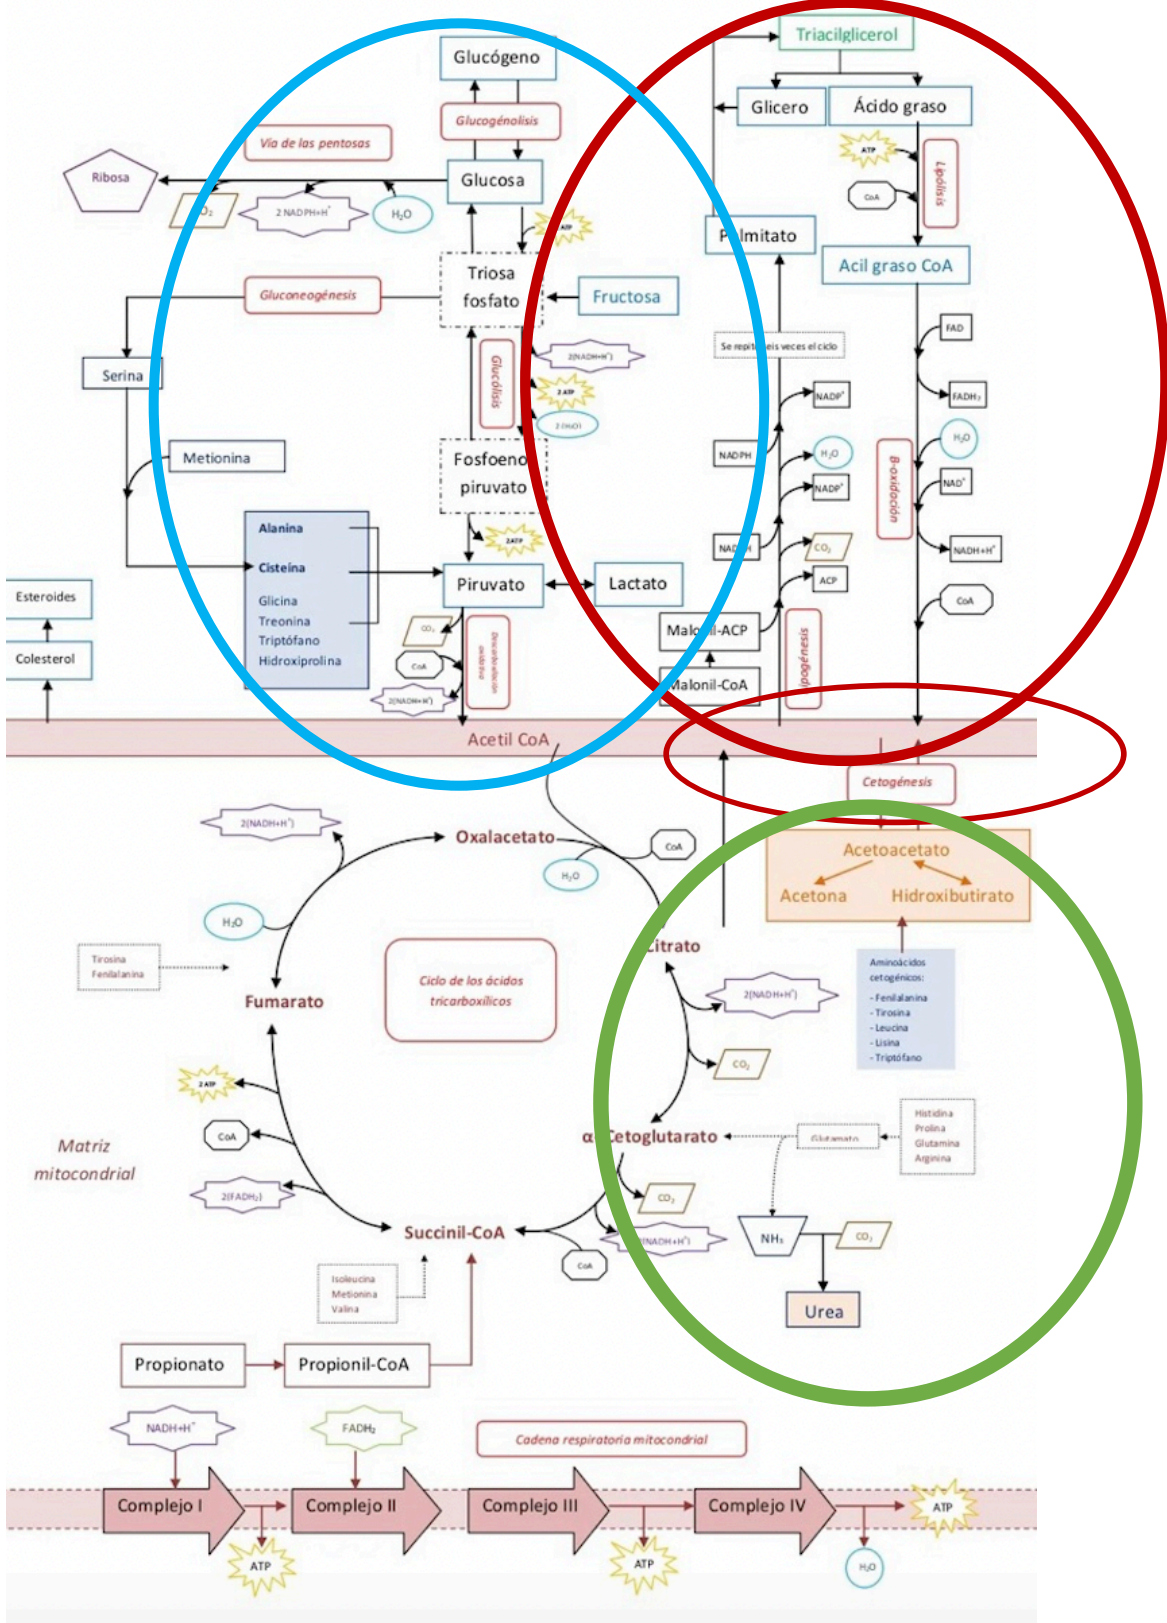 Glucógeno
Glucogénolisis
Vía de las pentosas
Ribosa
2 NADPH+H⁺
H₂O
Glucosa
ATP
Triosa
fosfato
Gluconeogénesis
Fructosa
2(NADH+H⁺)
2 ATP
2 (H₂O)
Glucólisis
Serina
Metionina
Fosfoeno
piruvato
2ATP
Alanina
Cisteína
Glicina
Treonina
Triptófano
Hidroxiprolina
Piruvato
Lactato
CO₂
CoA
2(NADH+H⁺)
Descarboxilación
oxidativa
Esteroides
Colesterol
Triacilglicerol
Glicero
Ácido graso
ATP
CoA
Lipólisis
Palmitato
Acil graso CoA
Se repite seis veces el ciclo
FAD
FADH₂
NADP⁺
NADPH
H₂O
H₂O
NADP⁺
NAD⁺
B-oxidación
NADPH
CO₂
NADH+H⁺
ACP
CoA
Malonil-ACP
Malonil-CoA
Lipogénesis
Acetil CoA
Cetogénesis
2(NADH+H⁺)
Oxalacetato
CoA
H₂O
H₂O
Acetoacetato
Acetona
Hidroxibutirato
Citrato
Tirosina
Fenilalanina
Fumarato
Ciclo de los ácidos
tricarboxílicos
2(NADH+H⁺)
Aminoácidos
cetogénicos:
- Fenilalanina
- Tirosina
- Leucina
- Lisina
- Triptófano
CO₂
2 ATP
CoA
Matriz
mitocondrial
2(FADH₂)
α-Cetoglutarato
Glutamato
Histidina
Prolina
Glutamina
Arginina
CO₂
Succinil-CoA
(NADH+H⁺)
CoA
NH₃
CO₂
Urea
Isoleucina
Metionina
Valina
Propionato
Propionil-CoA
NADH+H⁺
FADH₂
Cadena respiratoria mitocondrial
Complejo I
Complejo II
Complejo III
Complejo IV
ATP
ATP
ATP
H₂O